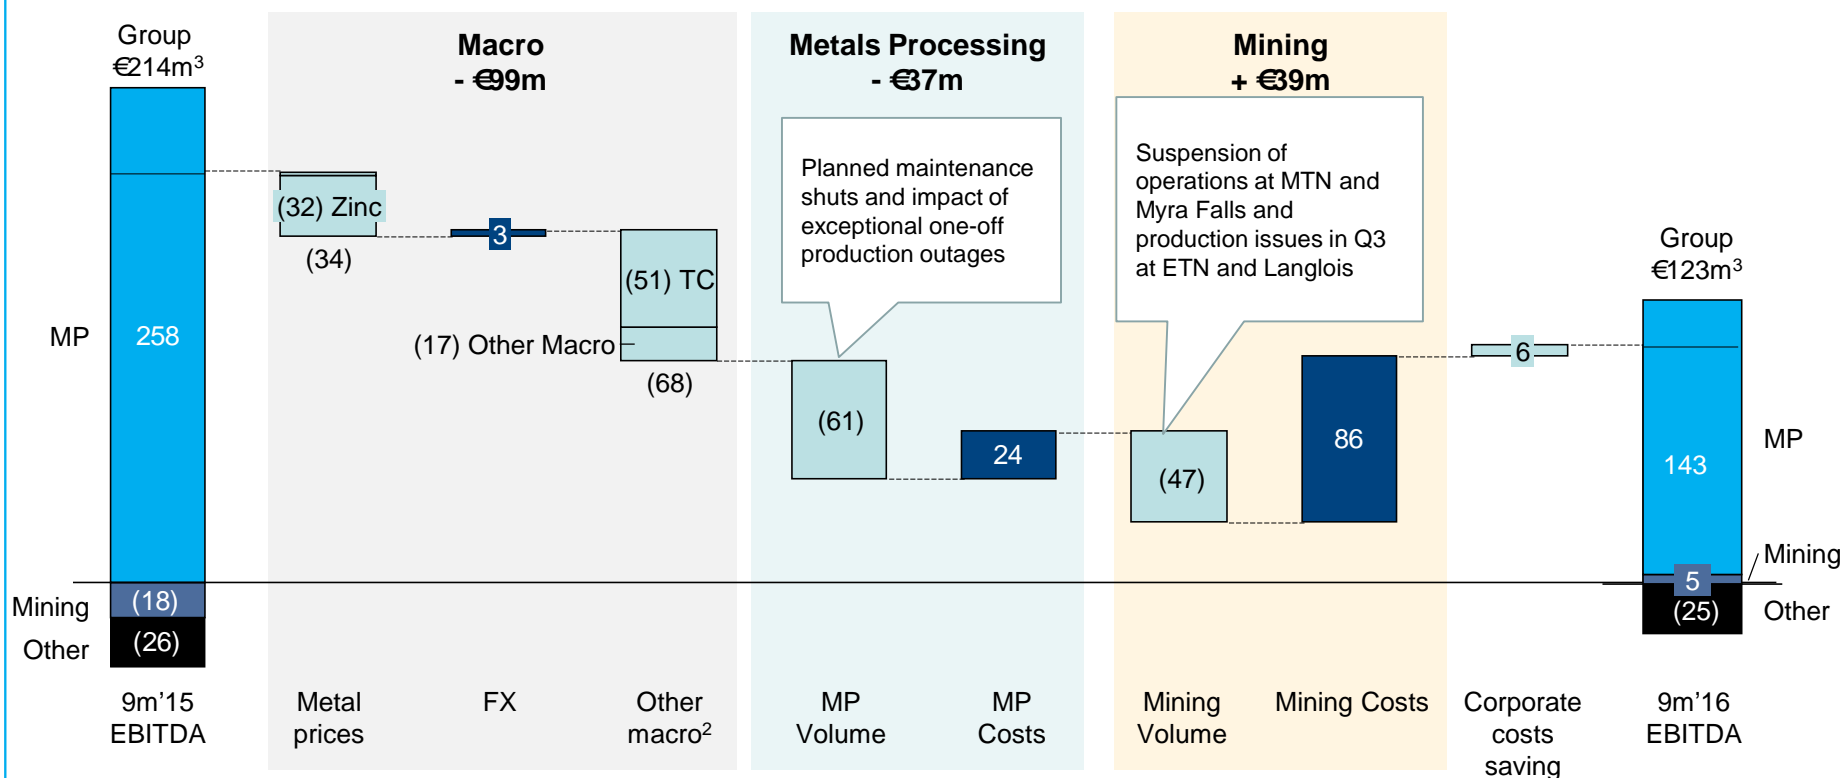 Group
€214m3
Macro
- €99m
Metals Processing
- €37m
Mining
+ €39m
Planned maintenance
shuts and impact of
exceptional one-off
production outages
Suspension of
operations at MTN and
Myra Falls and
production issues in Q3
at ETN and Langlois
Group
€123m3
(32) Zinc
(34)
3
(51) TC
(17) Other Macro
(68)
(61)
24
(47)
86
6
MP
258
MP
143
Mining
5
Mining
(18)
Other
(26)
(25)
Other
9m’15
EBITDA
Metal
prices
FX
Other
macro2
MP
Volume
MP
Costs
Mining
Volume
Mining Costs
Corporate
costs
saving
9m’16
EBITDA